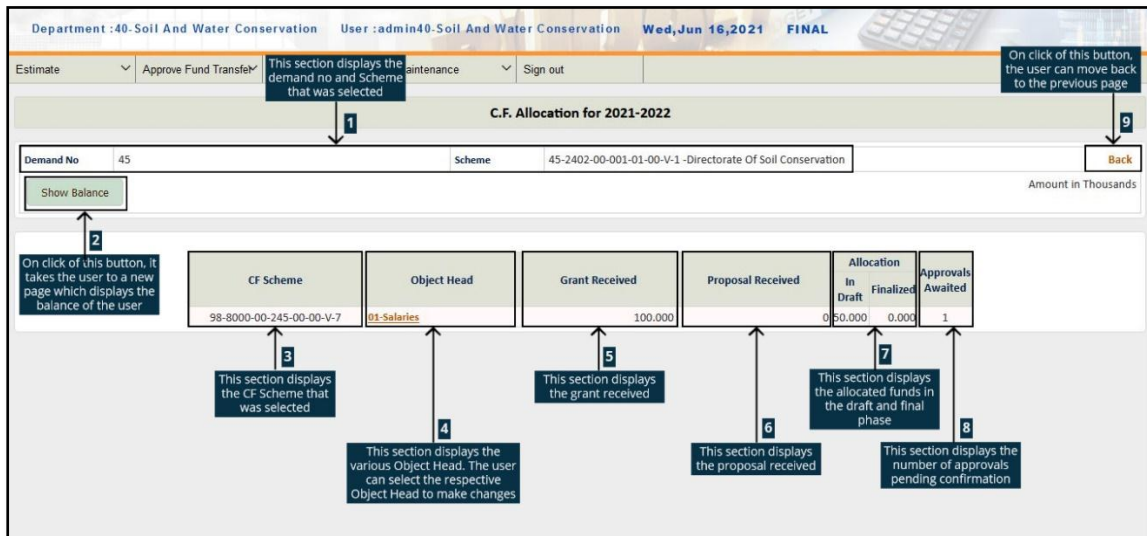 Department :40-Soil And Water Conservation User :admin40-Soil And Water Conservation Wed,Jun 16,2021 FINAL
Estimate Approve Fund Transfe aintenance Sign out
This section displays the
demand no and Scheme
that was selected
1
On click of this button,
the user can move back
to the previous page
9
C.F. Allocation for 2021-2022
Demand No 45 Scheme 45-2402-00-001-01-00-V-1 -Directorate Of Soil Conservation Back
Show Balance Amount in Thousands
2
On click of this button, it
takes the user to a new
page which displays the
balance of the user
CF Scheme Object Head Grant Received Proposal Received Allocation Approvals Awaited
In Draft Finalized
98-8000-00-245-00-00-V-7 01-Salaries 100.000 0 50.000 0.000 1
3
This section displays
the CF Scheme that
was selected
4
This section displays the
various Object Head. The user
can select the respective
Object Head to make changes
5
This section displays
the grant received
6
This section displays
the proposal received
7
This section displays
the allocated funds in
the draft and final
phase
8
This section displays the
number of approvals
pending confirmation